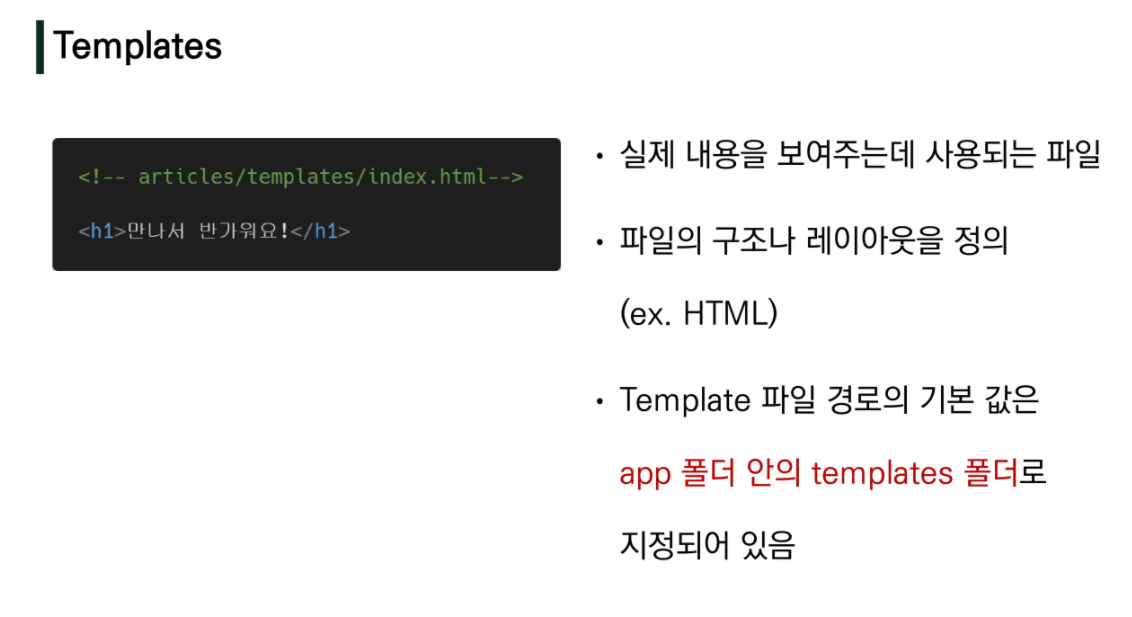 Templates
<!-- articles/templates/index.html-->
<h1>만나서 반가워요!</h1>
• 실제 내용을 보여주는데 사용되는 파일
• 파일의 구조나 레이아웃을 정의
(ex. HTML)
• Template 파일 경로의 기본 값은
app 폴더 안의 templates 폴더로
지정되어 있음